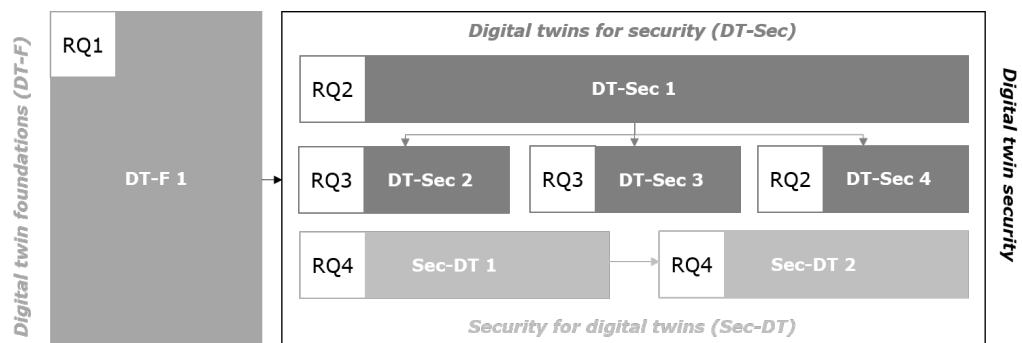 Digital twin foundations (DT-F)
RQ1
DT-F 1
Digital twins for security (DT-Sec)
RQ2
DT-Sec 1
RQ3
DT-Sec 2
RQ3
DT-Sec 3
RQ2
DT-Sec 4
RQ4
Sec-DT 1
RQ4
Sec-DT 2
Security for digital twins (Sec-DT)
Digital twin security